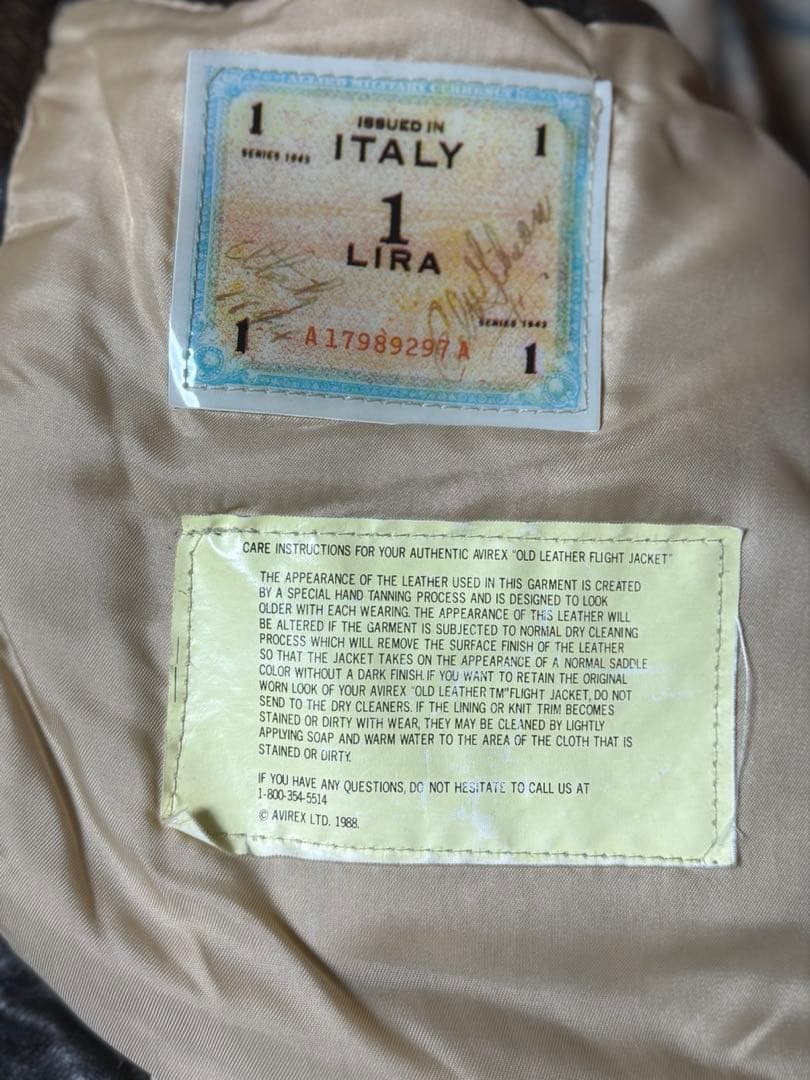 ALLIED MILITARY CURRENCY
1 ISSUED IN 1
SERIES 1943 ITALY
1
LIRA
SERIES 1943
1 A17989297A 1
CARE INSTRUCTIONS FOR YOUR AUTHENTIC AVIREX "OLD LEATHER FLIGHT JACKET"
THE APPEARANCE OF THE LEATHER USED IN THIS GARMENT IS CREATED
BY A SPECIAL HAND TANNING PROCESS AND IS DESIGNED TO LOOK
OLDER WITH EACH WEARING. THE APPEARANCE OF THIS LEATHER WILL
BE ALTERED IF THE GARMENT IS SUBJECTED TO NORMAL DRY CLEANING
PROCESS WHICH WILL REMOVE THE SURFACE FINISH OF THE LEATHER
SO THAT THE JACKET TAKES ON THE APPEARANCE OF A NORMAL SADDLE
COLOR WITHOUT A DARK FINISH. IF YOU WANT TO RETAIN THE ORIGINAL
WORN LOOK OF YOUR AVIREX "OLD LEATHER TM" FLIGHT JACKET, DO NOT
SEND TO THE DRY CLEANERS. IF THE LINING OR KNIT TRIM BECOMES
STAINED OR DIRTY WITH WEAR, THEY MAY BE CLEANED BY LIGHTLY
APPLYING SOAP AND WARM WATER TO THE AREA OF THE CLOTH THAT IS
STAINED OR DIRTY.
IF YOU HAVE ANY QUESTIONS, DO NOT HESITATE TO CALL US AT
1-800-354-5514
© AVIREX LTD. 1988.